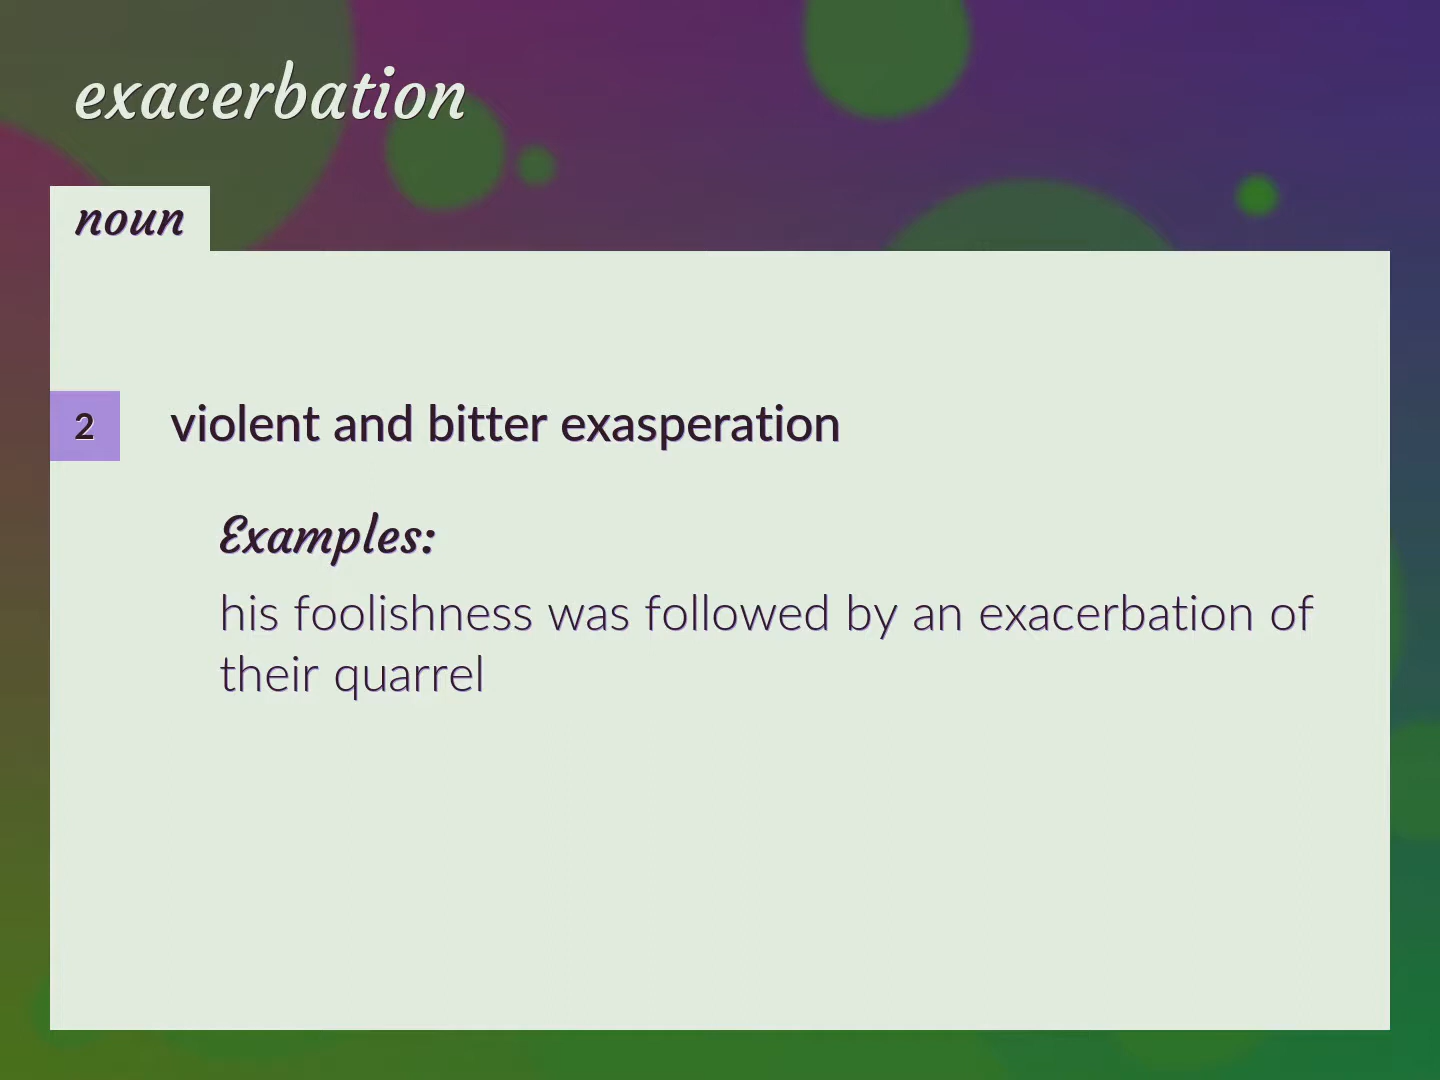 exacerbation
noun
2
violent and bitter exasperation
Examples:
his foolishness was followed by an exacerbation of
their quarrel